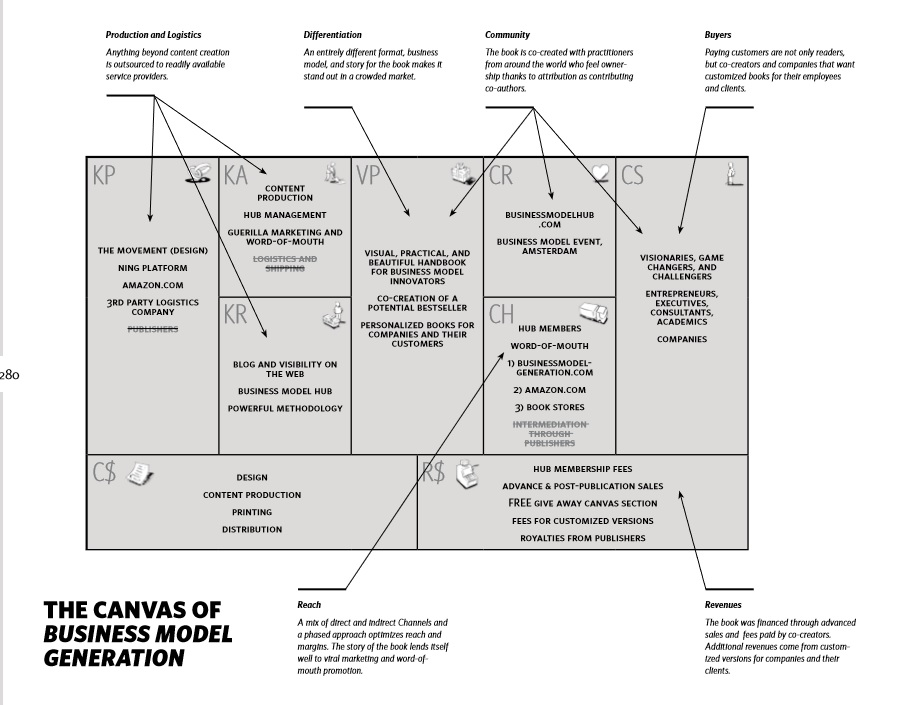 Production and Logistics
Anything beyond content creation
is outsourced to readily available
service providers.
Differentiation
An entirely different format, business
model, and story for the book makes it
stand out in a crowded market.
Community
The book is co-created with practitioners
from around the world who feel owner-
ship thanks to attribution as contributing
co-authors.
Buyers
Paying customers are not only readers,
but co-creators and companies that want
customized books for their employees
and clients.
KP
THE MOVEMENT (DESIGN)
NING PLATFORM
AMAZON.COM
3RD PARTY LOGISTICS
COMPANY
PUBLISHERS
KA
CONTENT
PRODUCTION
HUB MANAGEMENT
GUERILLA MARKETING AND
WORD-OF-MOUTH
LOGISTICS AND
SHIPPING
KR
BLOG AND VISIBILITY ON
THE WEB
BUSINESS MODEL HUB
POWERFUL METHODOLOGY
VP
VISUAL, PRACTICAL, AND
BEAUTIFUL HANDBOOK
FOR BUSINESS MODEL
INNOVATORS
CO-CREATION OF A
POTENTIAL BESTSELLER
PERSONALIZED BOOKS FOR
COMPANIES AND THEIR
CUSTOMERS
CR
BUSINESSMODELHUB
.COM
BUSINESS MODEL EVENT,
AMSTERDAM
CH
HUB MEMBERS
WORD-OF-MOUTH
1) BUSINESSMODEL-
GENERATION.COM
2) AMAZON.COM
3) BOOK STORES
INTERMEDIATION
THROUGH
PUBLISHERS
CS
VISIONARIES, GAME
CHANGERS, AND
CHALLENGERS
ENTREPRENEURS,
EXECUTIVES,
CONSULTANTS,
ACADEMICS
COMPANIES
280
C$
DESIGN
CONTENT PRODUCTION
PRINTING
DISTRIBUTION
R$
HUB MEMBERSHIP FEES
ADVANCE & POST-PUBLICATION SALES
FREE GIVE AWAY CANVAS SECTION
FEES FOR CUSTOMIZED VERSIONS
ROYALTIES FROM PUBLISHERS
THE CANVAS OF
BUSINESS MODEL
GENERATION
Reach
A mix of direct and indirect Channels and
a phased approach optimizes reach and
margins. The story of the book lends itself
well to viral marketing and word-of-
mouth promotion.
Revenues
The book was financed through advanced
sales and fees paid by co-creators.
Additional revenues come from custom-
ized versions for companies and their
clients.